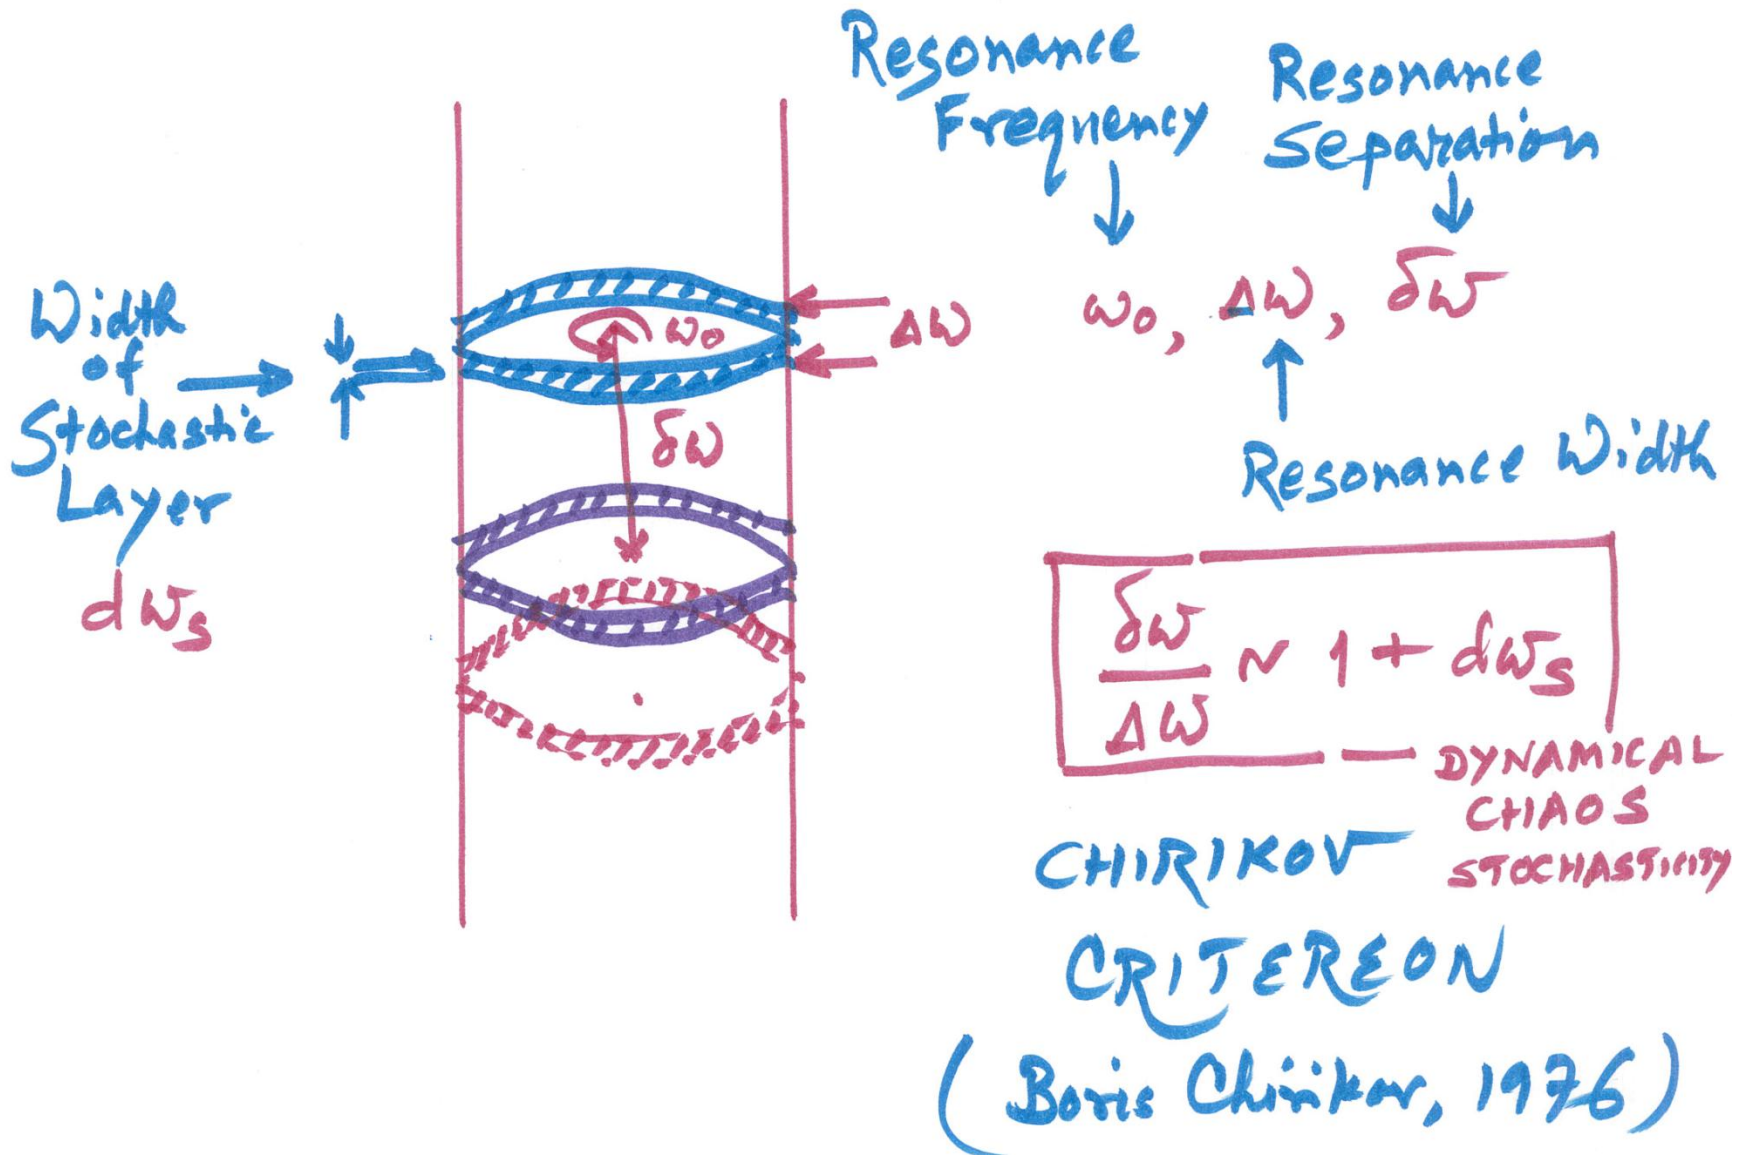 Resonance
Frequency
Resonance
Separation
ω₀, Δω, δω
Resonance Width
Width
of
Stochastic
Layer
dωₛ
ω₀
Δω
δω
δω/Δω ~ 1 + dωₛ
DYNAMICAL
CHAOS
STOCHASTICITY
CHIRIKOV
CRITEREON
(Boris Chirikov, 1976)